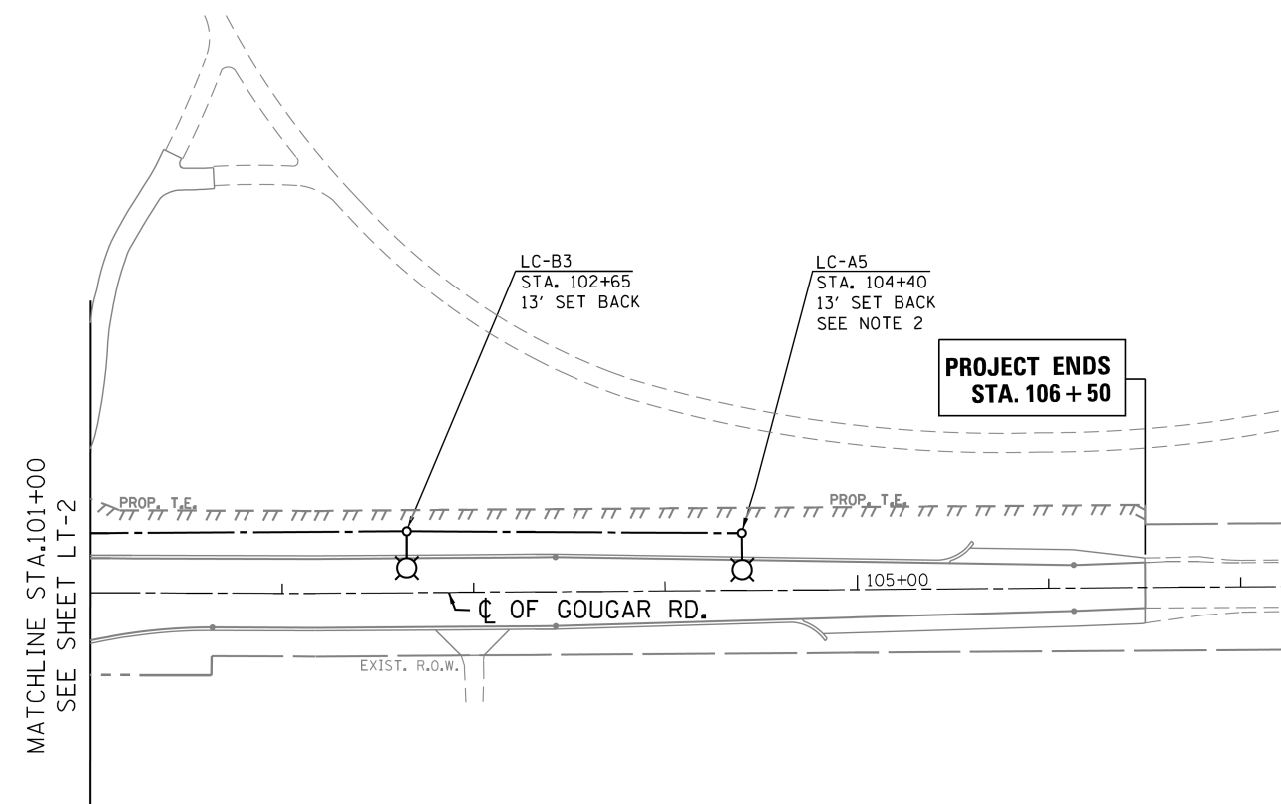 LC-B3
STA. 102+65
13' SET BACK
LC-A5
STA. 104+40
13' SET BACK
SEE NOTE 2
PROJECT ENDS
STA. 106+50
MATCHLINE STA.101+00
SEE SHEET LT-2
PROP. T.E.
PROP. T.E.
105+00
℄ OF GOUGAR RD.
EXIST. R.O.W.